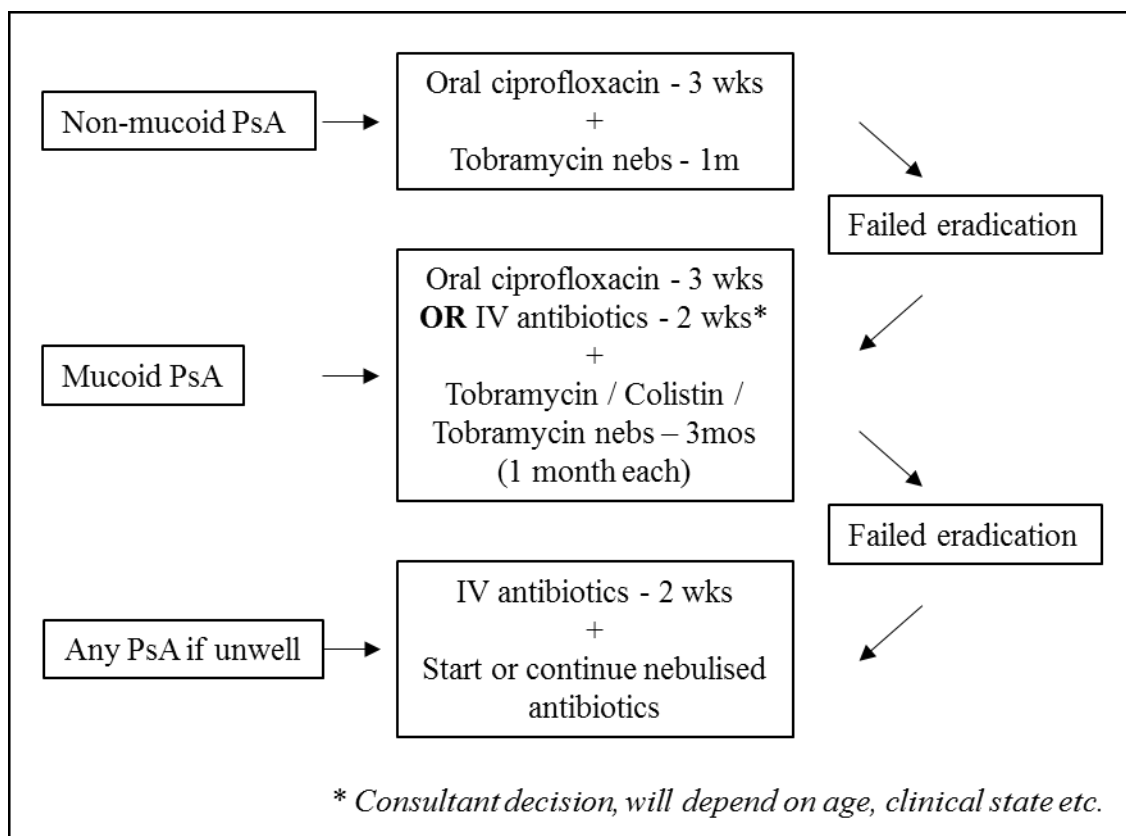 Non-mucoid PsA
Oral ciprofloxacin - 3 wks
+
Tobramycin nebs - 1m
Failed eradication
Mucoid PsA
Oral ciprofloxacin - 3 wks
OR IV antibiotics - 2 wks*
+
Tobramycin / Colistin /
Tobramycin nebs – 3mos
(1 month each)
Failed eradication
Any PsA if unwell
IV antibiotics - 2 wks
+
Start or continue nebulised
antibiotics
* Consultant decision, will depend on age, clinical state etc.